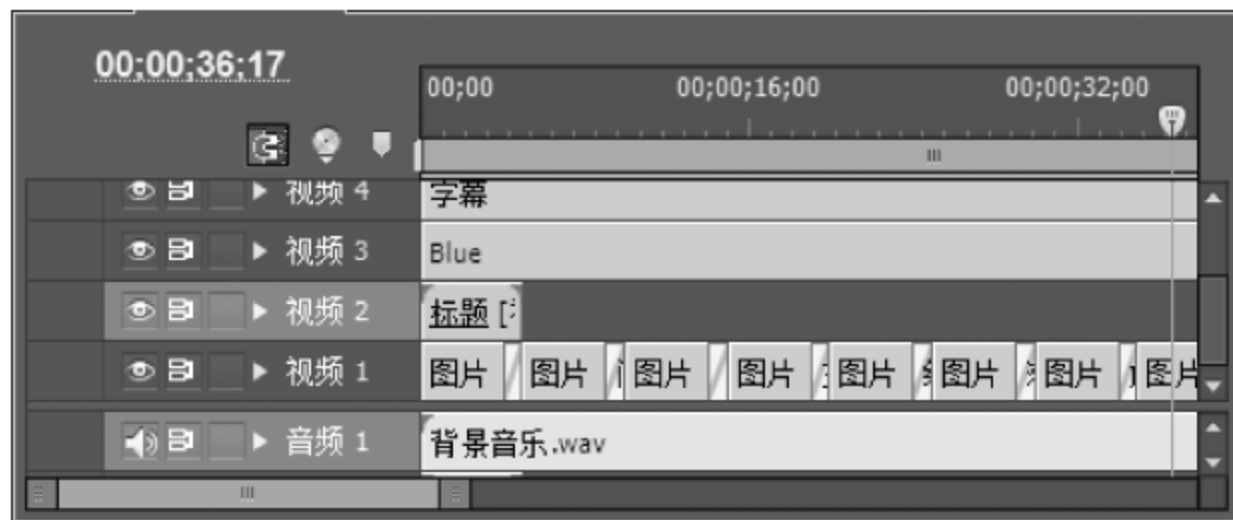 00;00;36;17
00;00 00;00;16;00 00;00;32;00
视频 4 字幕
视频 3 Blue
视频 2 标题 [
视频 1 图片 图片 图片 图片 图片 图片 图片 图片
音频 1 背景音乐.wav